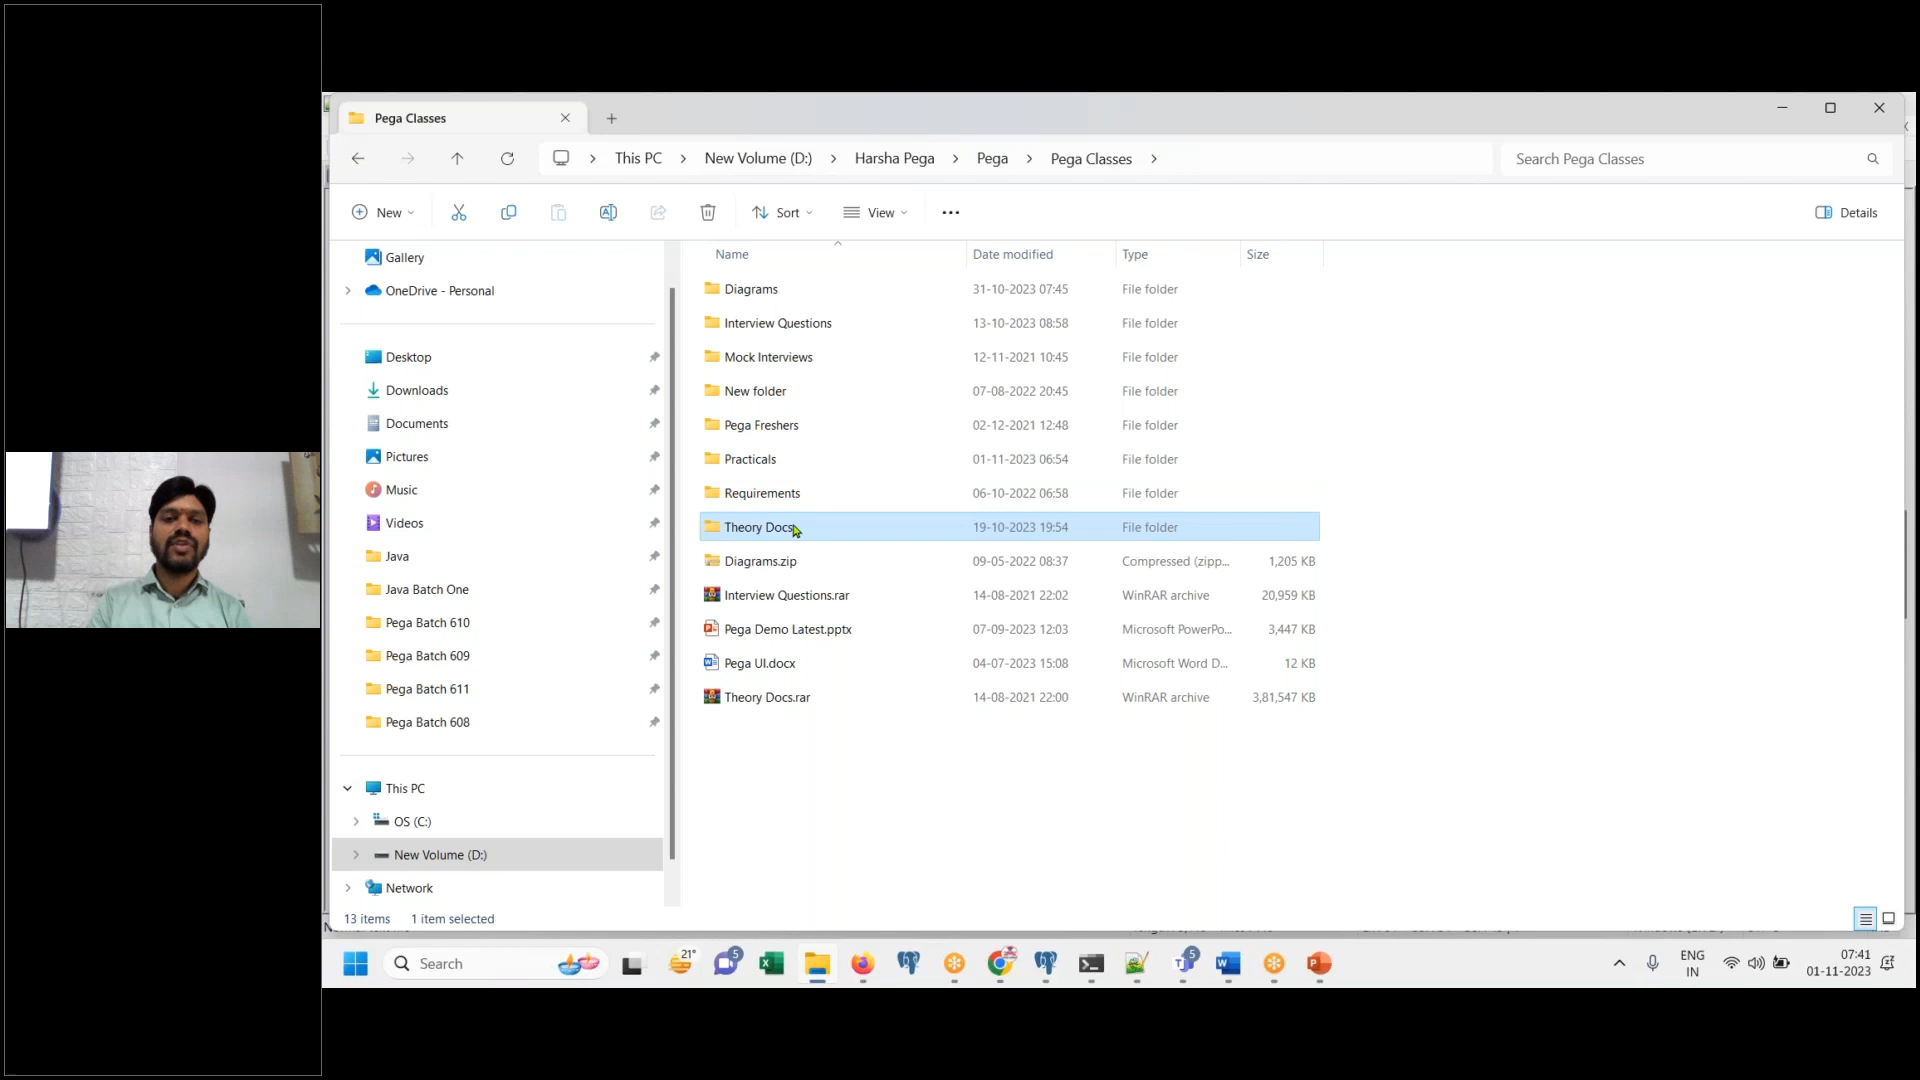 Pega Classes
This PC
New Volume (D:)
Harsha Pega
Pega
Pega Classes
Search Pega Classes
New
Sort
View
Details
Gallery
OneDrive - Personal
Desktop
Downloads
Documents
Pictures
Music
Videos
Java
Java Batch One
Pega Batch 610
Pega Batch 609
Pega Batch 611
Pega Batch 608
This PC
OS (C:)
New Volume (D:)
Network
Name Date modified Type Size
Diagrams 31-10-2023 07:45 File folder
Interview Questions 13-10-2023 08:58 File folder
Mock Interviews 12-11-2021 10:45 File folder
New folder 07-08-2022 20:45 File folder
Pega Freshers 02-12-2021 12:48 File folder
Practicals 01-11-2023 06:54 File folder
Requirements 06-10-2022 06:58 File folder
Theory Docs 19-10-2023 19:54 File folder
Diagrams.zip 09-05-2022 08:37 Compressed (zipp... 1,205 KB
Interview Questions.rar 14-08-2021 22:02 WinRAR archive 20,959 KB
Pega Demo Latest.pptx 07-09-2023 12:03 Microsoft PowerPo... 3,447 KB
Pega UI.docx 04-07-2023 15:08 Microsoft Word D... 12 KB
Theory Docs.rar 14-08-2021 22:00 WinRAR archive 3,81,547 KB
13 items 1 item selected
Search
21°
5
5
ENG
IN
07:41
01-11-2023